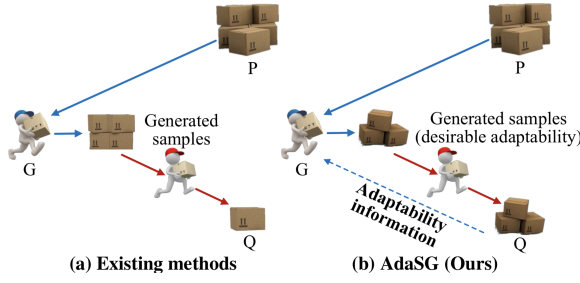 P
G
Generated
samples
Q
(a) Existing methods
P
G
Generated samples
(desirable adaptability)
Adaptability
information
Q
(b) AdaSG (Ours)